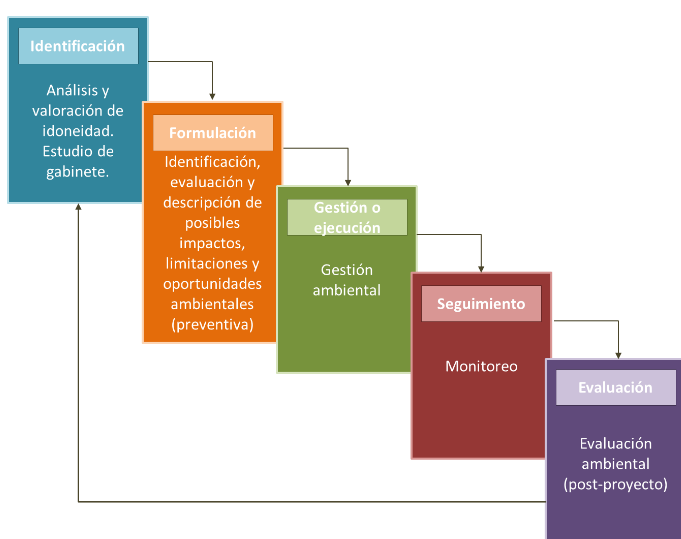 Identificación
Análisis y
valoración de
idoneidad.
Estudio de
gabinete.
Formulación
Identificación,
evaluación y
descripción de
posibles
impactos,
limitaciones y
oportunidades
ambientales
(preventiva)
Gestión o
ejecución
Gestión
ambiental
Seguimiento
Monitoreo
Evaluación
Evaluación
ambiental
(post-proyecto)